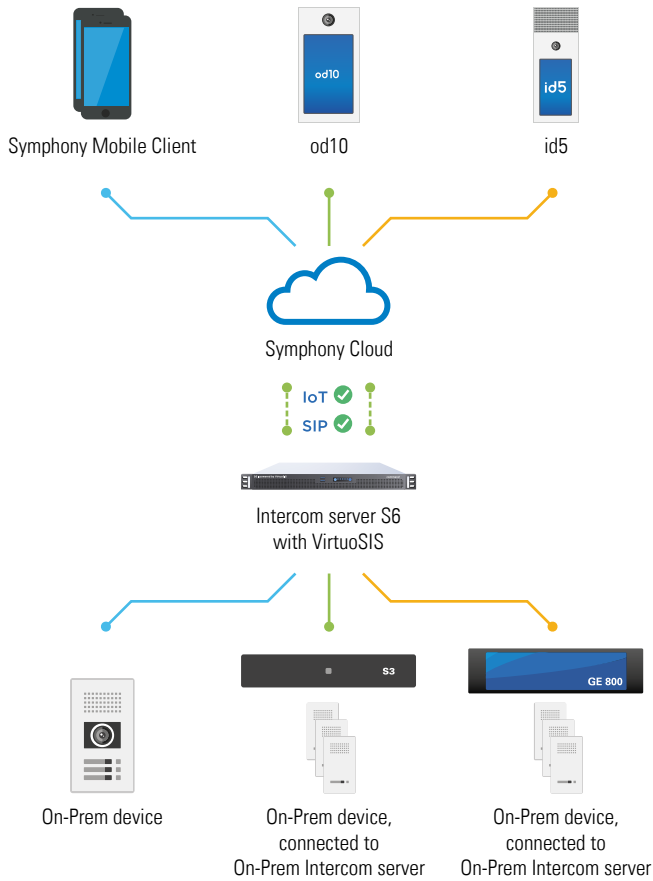 od10
id5
Symphony Mobile Client
od10
id5
Symphony Cloud
IoT
SIP
Intercom server S6
with VirtuoSIS
S3
GE 800
On-Prem device
On-Prem device,
connected to
On-Prem Intercom server
On-Prem device,
connected to
On-Prem Intercom server